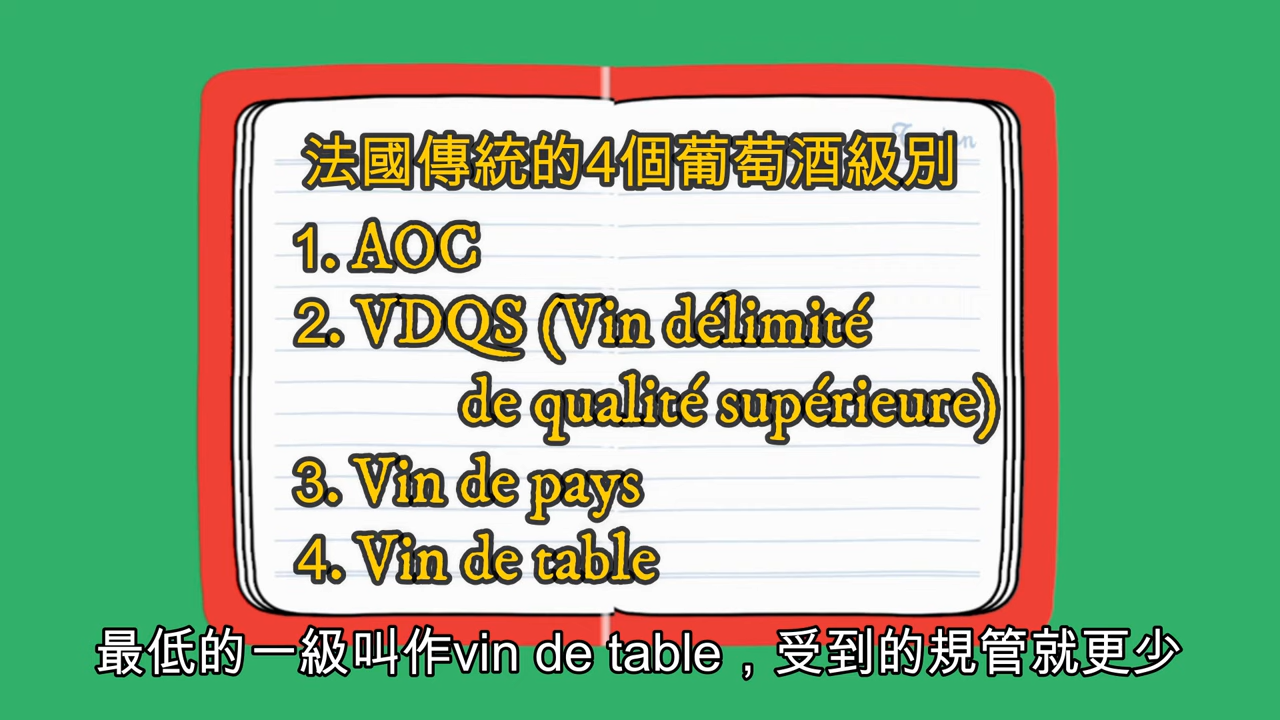 法國傳統的4個葡萄酒級別
1. AOC
2. VDQS (Vin délimité
de qualité supérieure)
3. Vin de pays
4. Vin de table
最低的一級叫作vin de table，受到的規管就更少